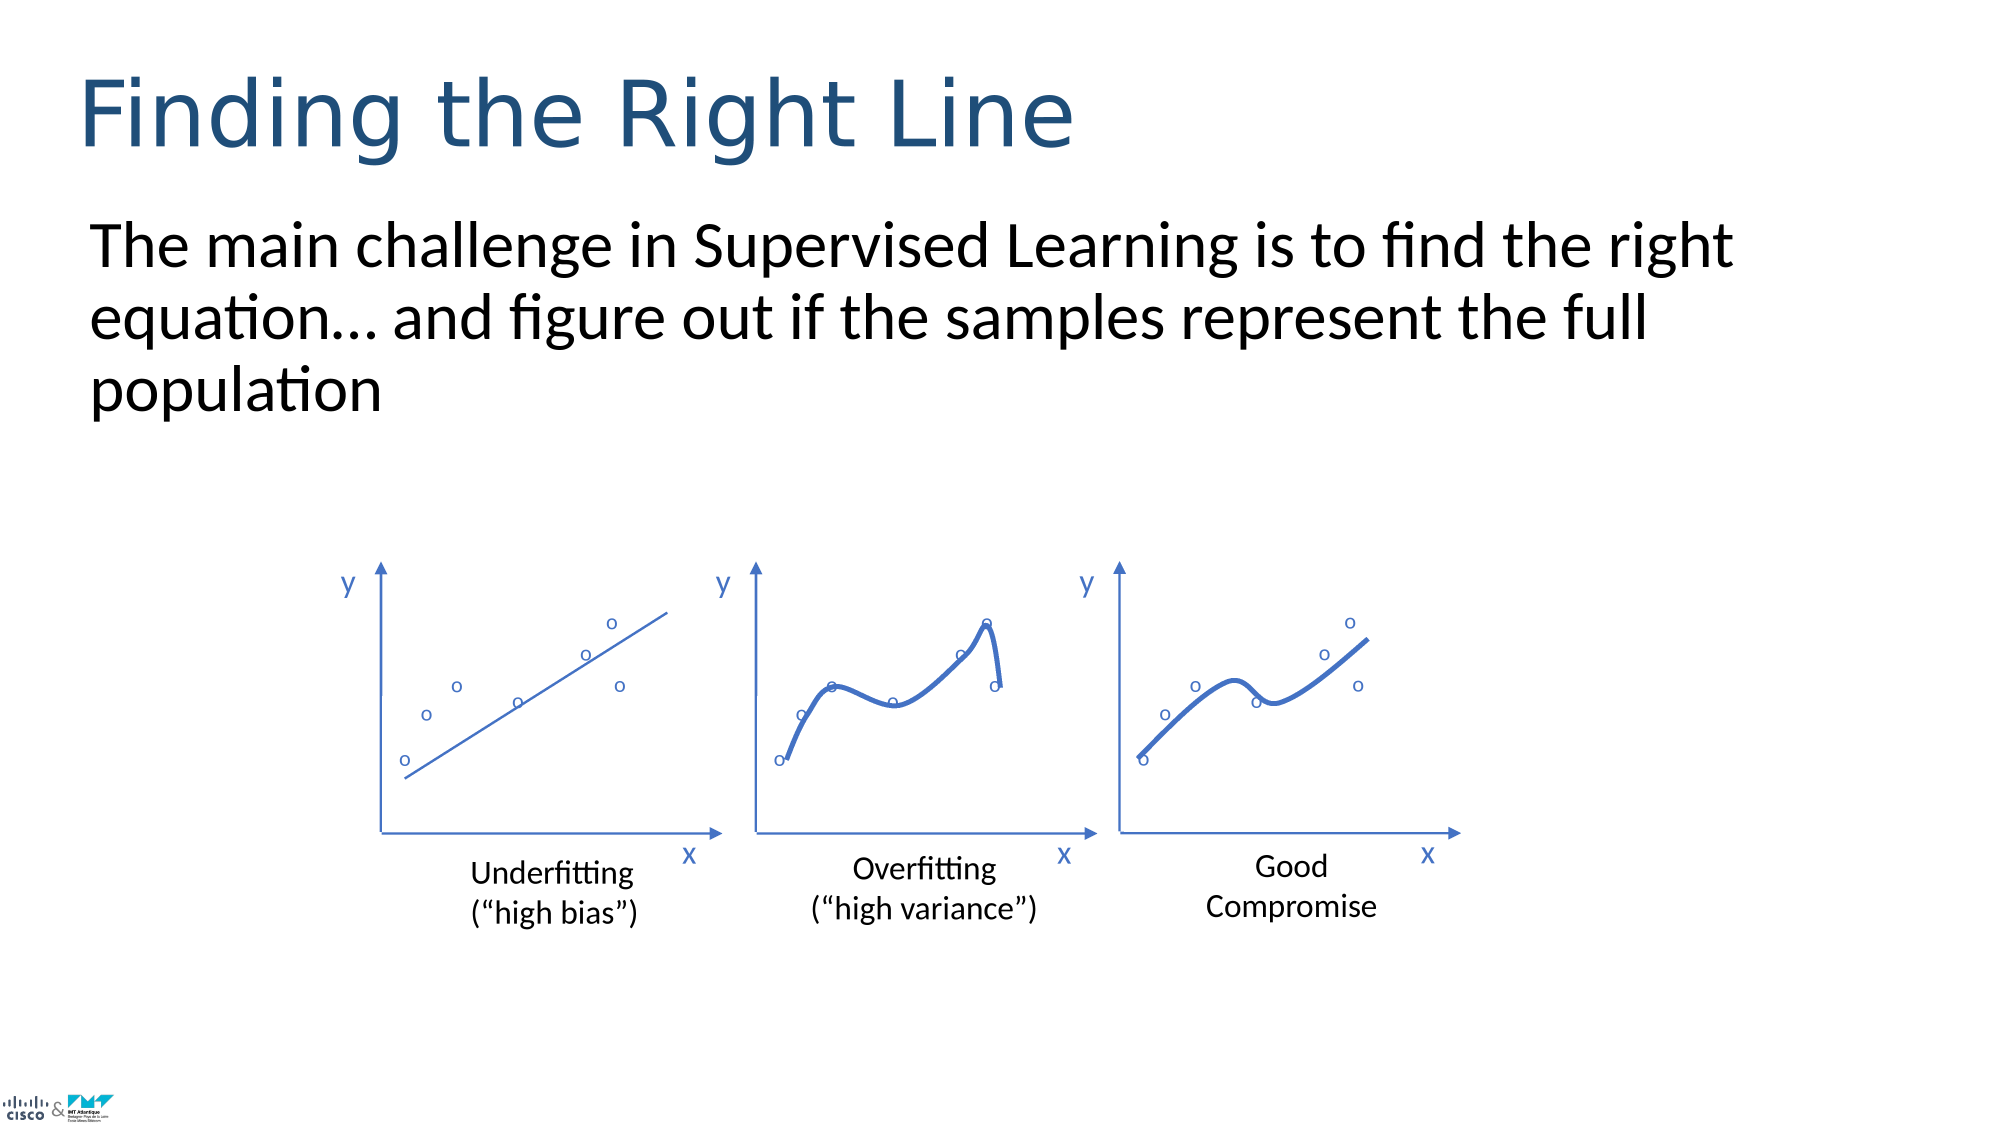 Finding the Right Line
The main challenge in Supervised Learning is to find the right
equation… and figure out if the samples represent the full
population
y
y
y
x
x
x
Underfitting
(“high bias”)
Overfitting
(“high variance”)
Good
Compromise
CISCO & IMT Atlantique